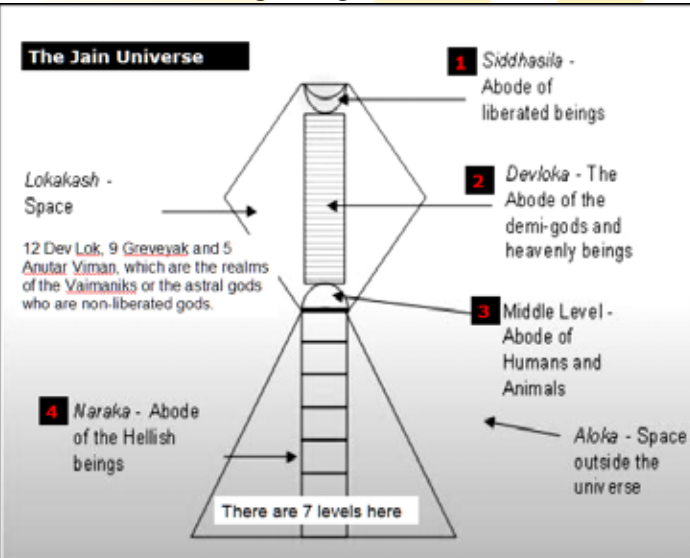 The Jain Universe
1 Siddhasila -
Abode of
liberated beings
Lokakash -
Space
2 Devloka - The
Abode of the
demi-gods and
heavenly beings
12 Dev Lok, 9 Greveyak and 5
Anutar Viman, which are the realms
of the Vaimaniks or the astral gods
who are non-liberated gods.
3 Middle Level -
Abode of
Humans and
Animals
4 Naraka - Abode
of the Hellish
beings
Aloka - Space
outside the
universe
There are 7 levels here